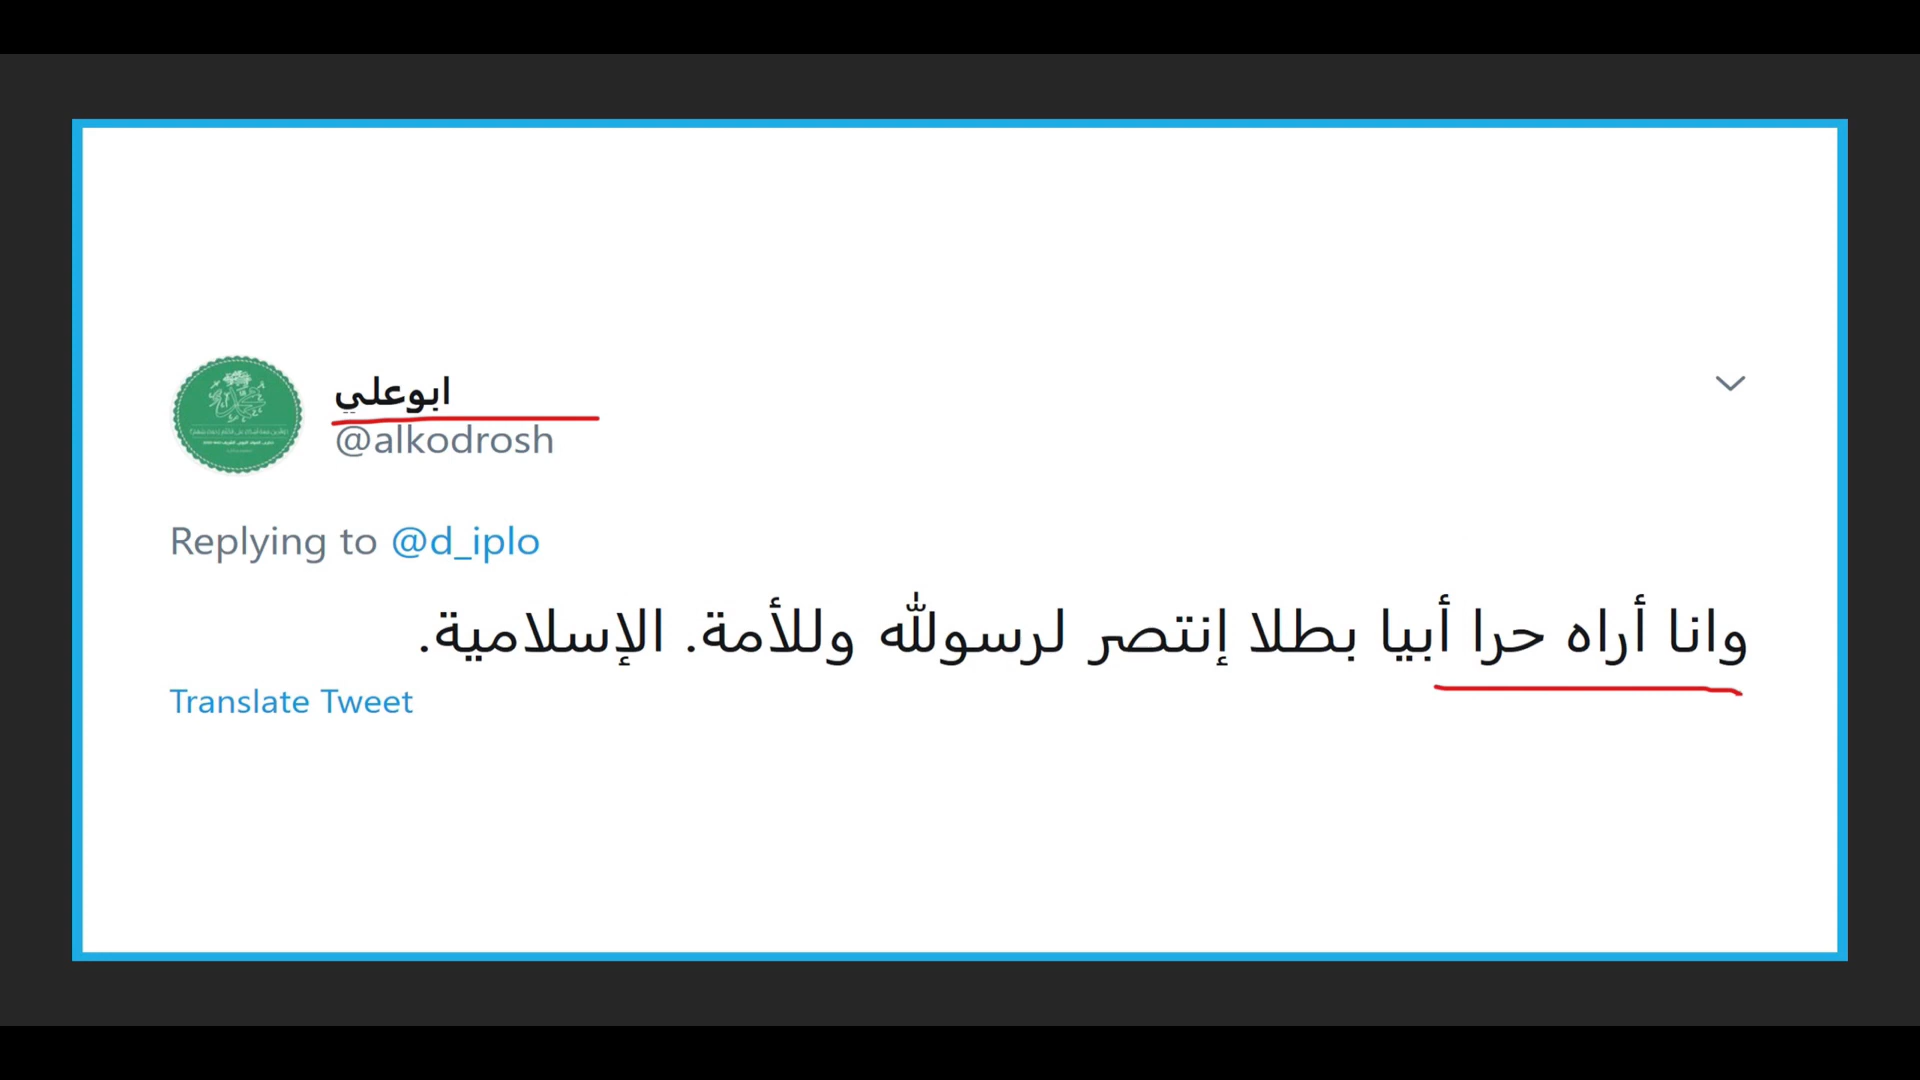 ابوعلي
@alkodrosh
Replying to @d_iplo
وانا أراه حرا أبيا بطلا إنتصر لرسولله وللأمة. الإسلامية.
Translate Tweet